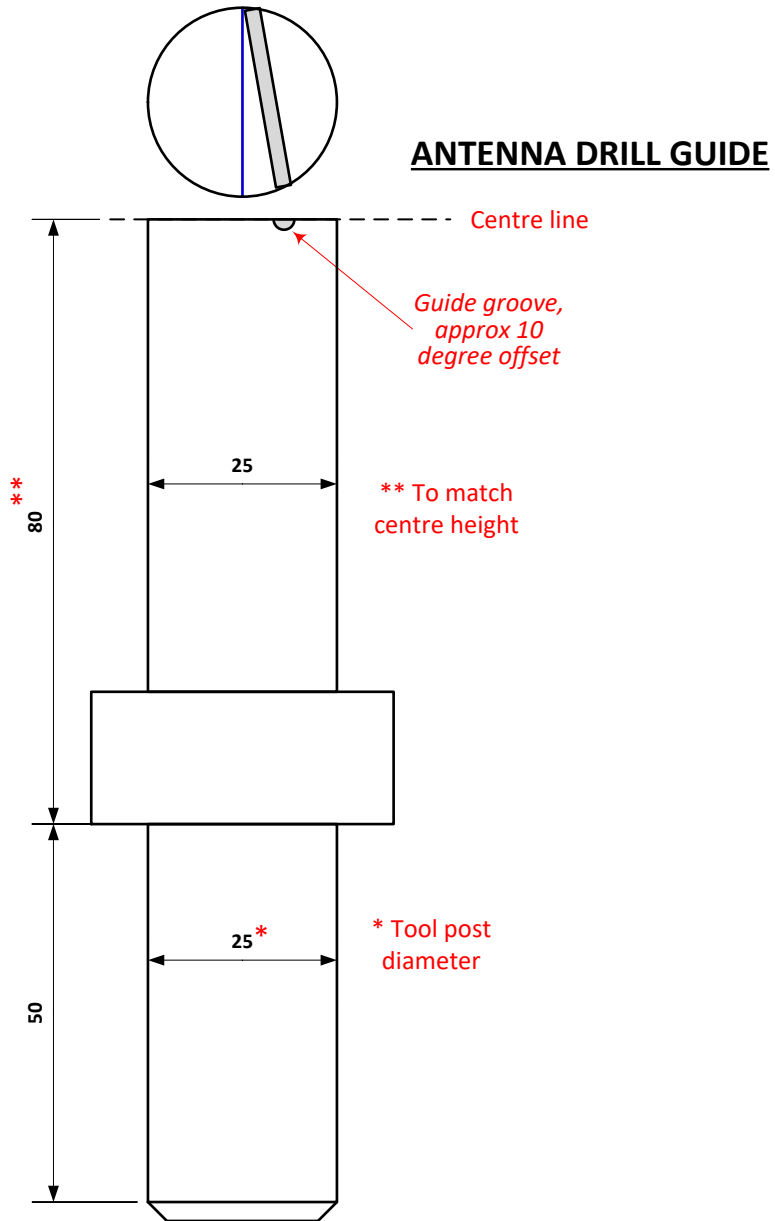 ANTENNA DRILL GUIDE
Centre line
Guide groove,
approx 10
degree offset
25
** To match
centre height
**
80
25*
* Tool post
diameter
50